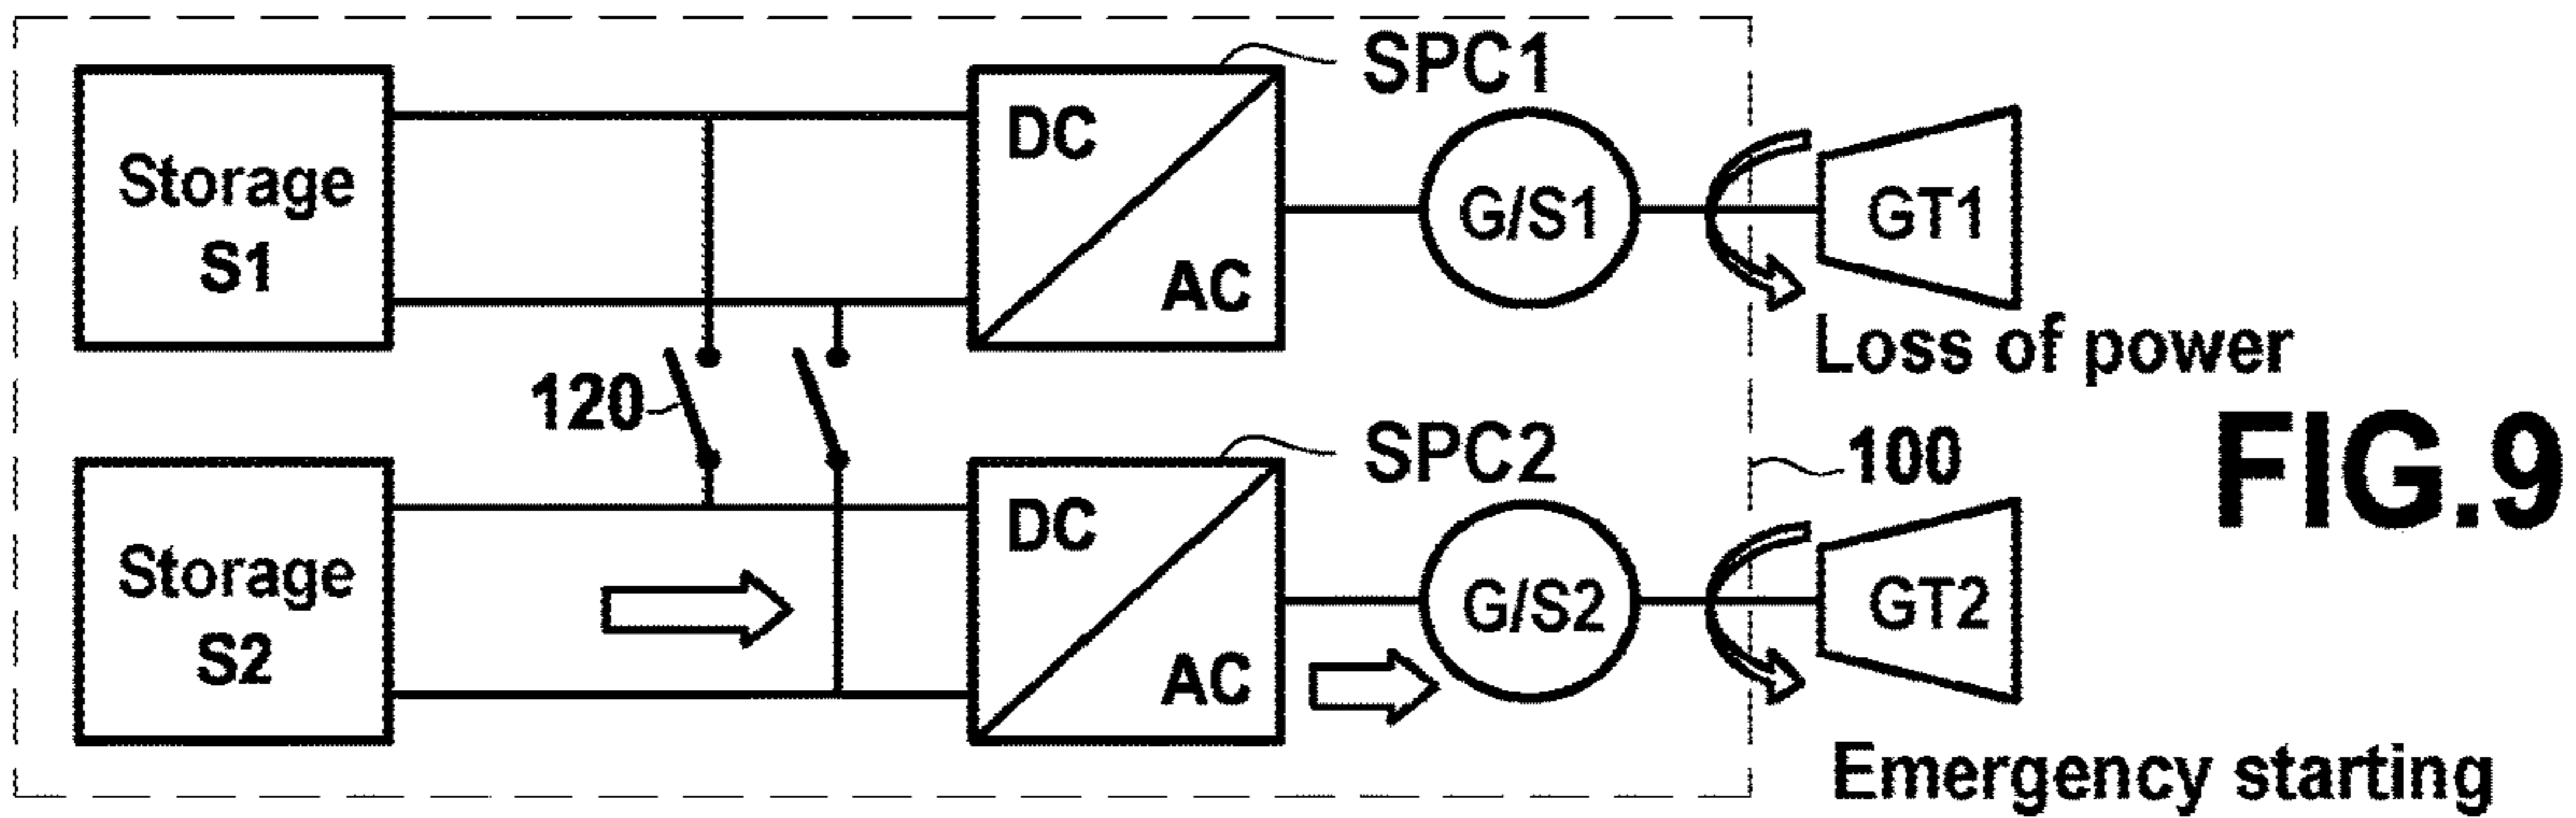 SPC1
DC
Storage
S1
AC
G/S1
GT1
Loss of power
120
SPC2
100
FIG.9
DC
Storage
S2
AC
G/S2
GT2
Emergency starting